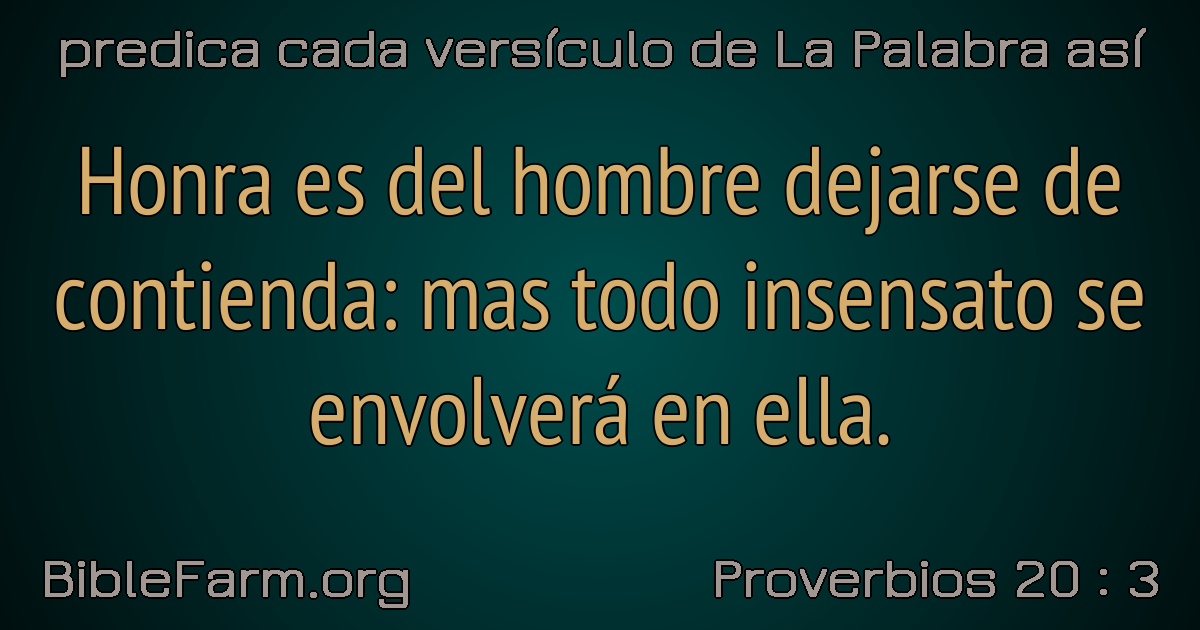 predica cada versículo de La Palabra así
Honra es del hombre dejarse de
contienda: mas todo insensato se
envolverá en ella.
BibleFarm.org
Proverbios 20 : 3